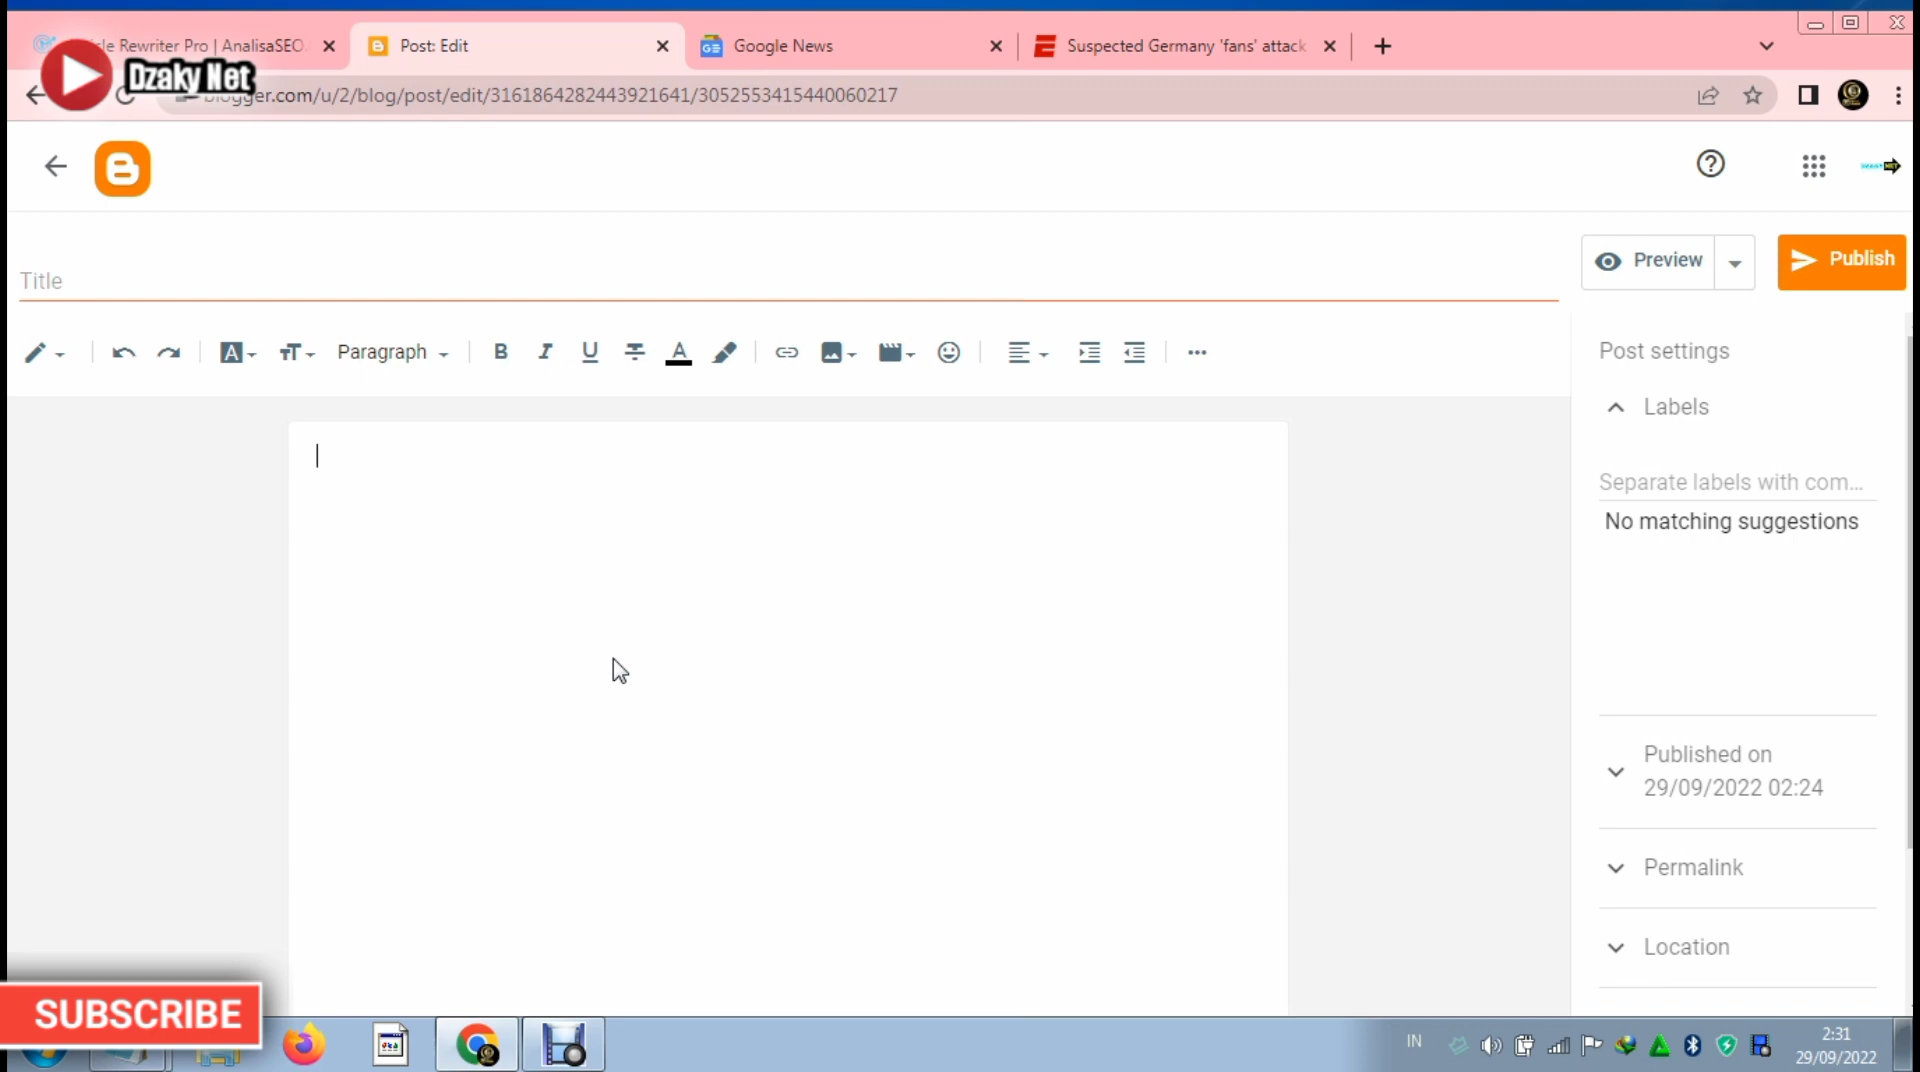 Rewriter Pro | AnalisaSEO.
Post: Edit
Google News
Suspected Germany 'fans' attack
Dzaky Net
blogger.com/u/2/blog/post/edit/3161864282443921641/3052553415440060217
Title
Preview
Publish
Paragraph
Post settings
Labels
Separate labels with com...
No matching suggestions
Published on
29/09/2022 02:24
Permalink
Location
SUBSCRIBE
IN
2:31
29/09/2022